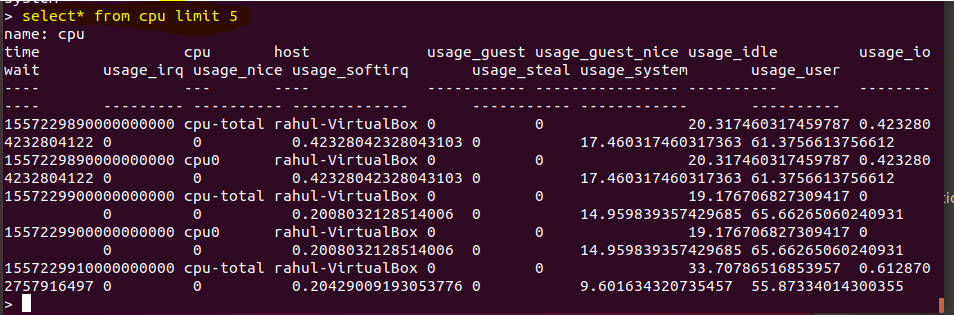 > select* from cpu limit 5
name: cpu
time cpu host usage_guest usage_guest_nice usage_idle usage_io
wait usage_irq usage_nice usage_softirq usage_steal usage_system usage_user
---- --- ---- ----------- ---------------- ---------- --------
---- --------- ---------- ------------- ----------- ------------ ----------
1557229890000000000 cpu-total rahul-VirtualBox 0 0 20.317460317459787 0.423280
4232804122 0 0 0.42328042328043103 0 17.460317460317363 61.3756613756612
1557229890000000000 cpu0 rahul-VirtualBox 0 0 20.317460317459787 0.423280
4232804122 0 0 0.42328042328043103 0 17.460317460317363 61.3756613756612
1557229900000000000 cpu-total rahul-VirtualBox 0 0 19.176706827309417 0
0 0 0.2008032128514006 0 14.959839357429685 65.66265060240931
1557229900000000000 cpu0 rahul-VirtualBox 0 0 19.176706827309417 0
0 0 0.2008032128514006 0 14.959839357429685 65.66265060240931
1557229910000000000 cpu-total rahul-VirtualBox 0 0 33.70786516853957 0.612870
2757916497 0 0 0.20429009193053776 0 9.601634320735457 55.87334014300355
>